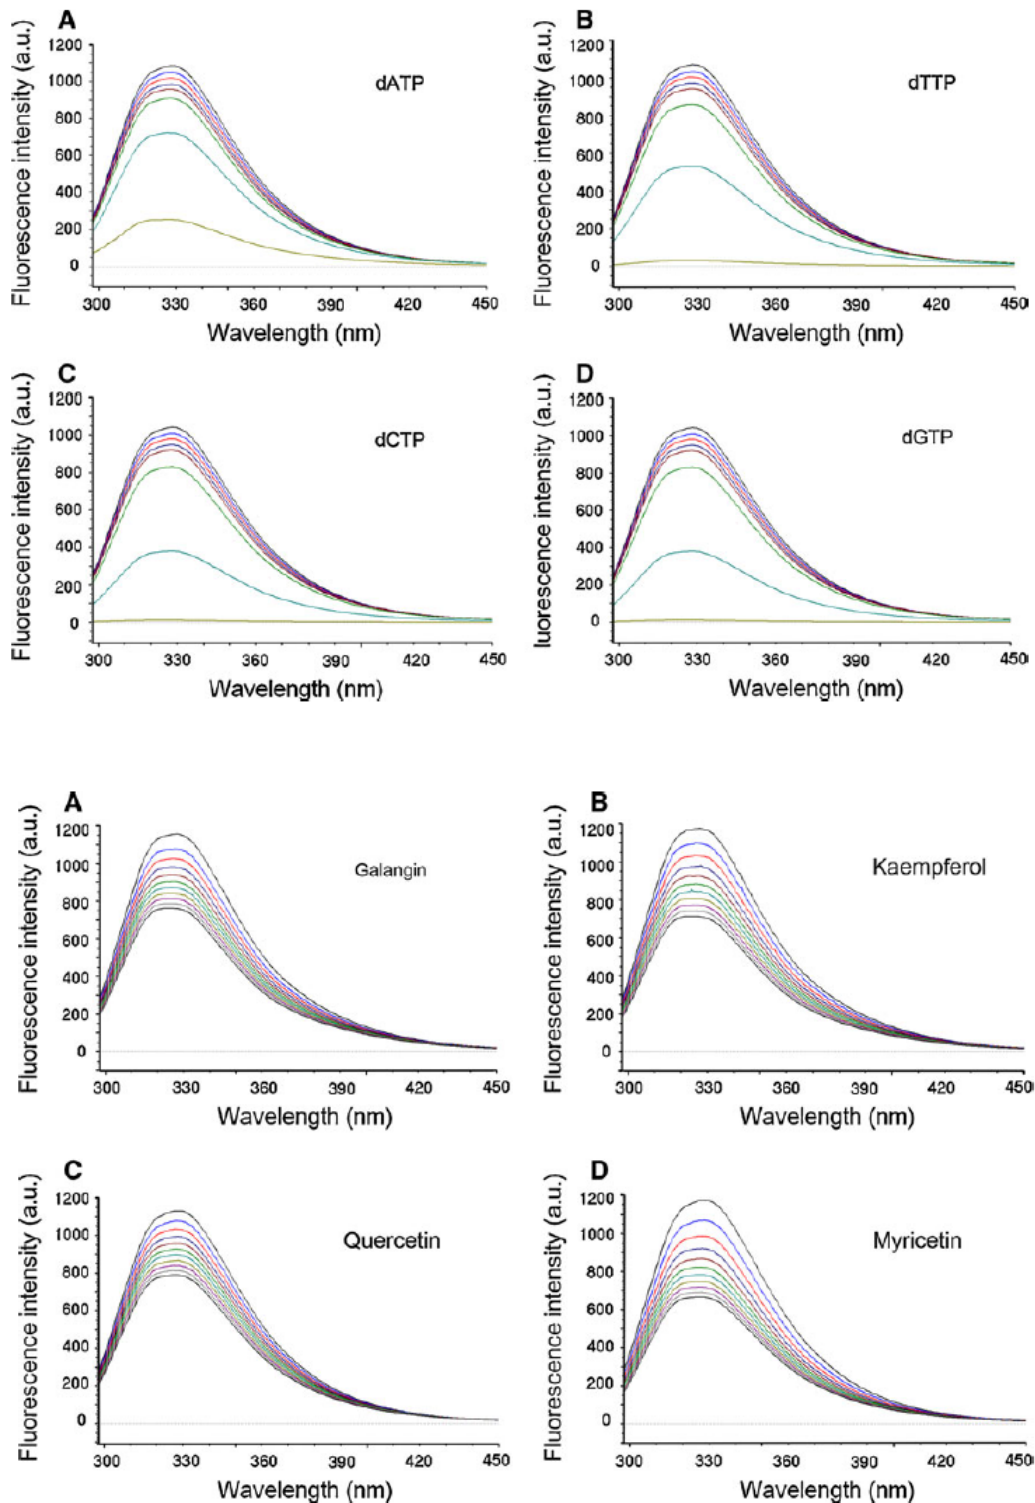 A
Fluorescence intensity (a.u.)
1200
1000
800
600
400
200
0
dATP
300 330 360 390 420 450
Wavelength (nm)
B
Fluorescence intensity (a.u.)
1200
1000
800
600
400
200
0
dTTP
300 330 360 390 420 450
Wavelength (nm)
C
Fluorescence intensity (a.u.)
1200
1000
800
600
400
200
0
dCTP
300 330 360 390 420 450
Wavelength (nm)
D
luorescence intensity (a.u.)
1200
1000
800
600
400
200
0
dGTP
300 330 360 390 420 450
Wavelength (nm)
A
Fluorescence intensity (a.u.)
1200
1000
800
600
400
200
0
Galangin
300 330 360 390 420 450
Wavelength (nm)
B
Fluorescence intensity (a.u.)
1200
1000
800
600
400
200
0
Kaempferol
300 330 360 390 420 450
Wavelength (nm)
C
Fluorescence intensity (a.u.)
1200
1000
800
600
400
200
0
Quercetin
300 330 360 390 420 450
Wavelength (nm)
D
Fluorescence intensity (a.u.)
1200
1000
800
600
400
200
0
Myricetin
300 330 360 390 420 450
Wavelength (nm)